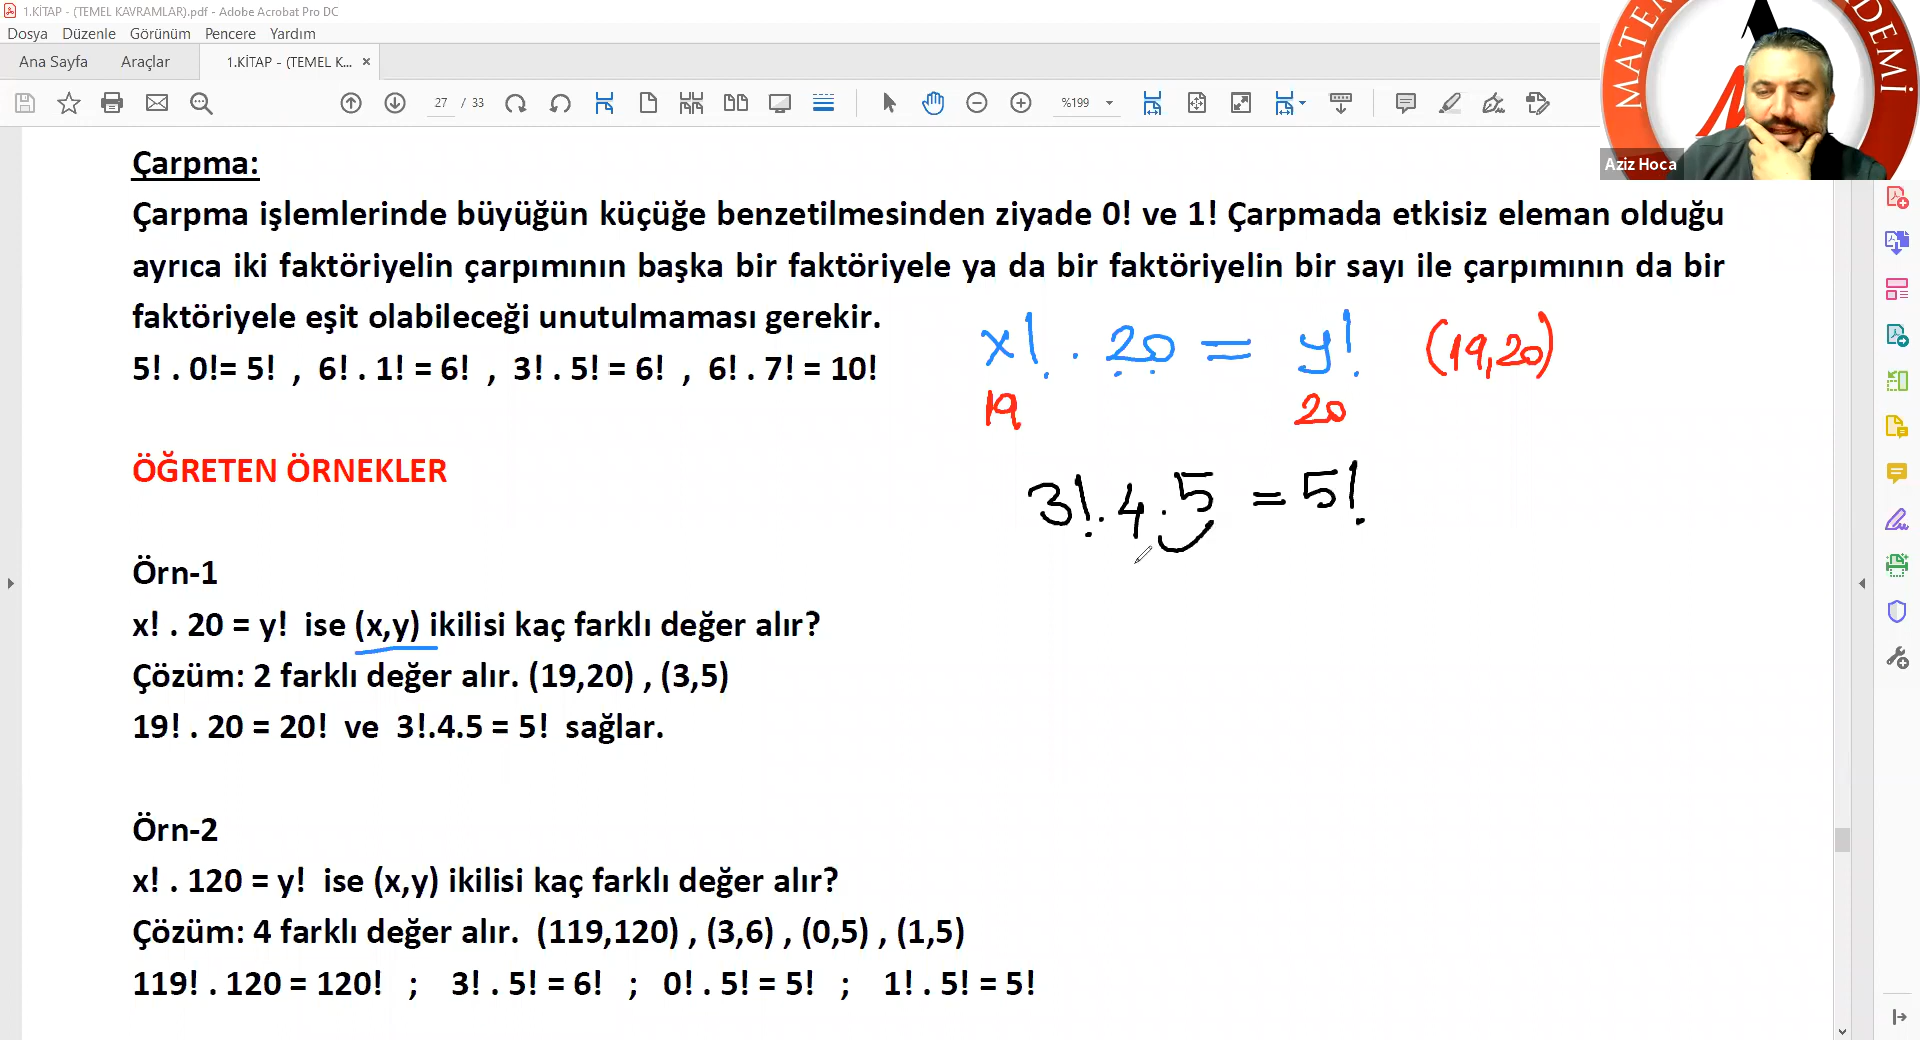 1.KİTAP - (TEMEL KAVRAMLAR).pdf - Adobe Acrobat Pro DC
Dosya Düzenle Görünüm Pencere Yardım
Ana Sayfa Araçlar 1.KİTAP - (TEMEL K... ×
27 / 33 %199
Aziz Hoca
Çarpma:
Çarpma işlemlerinde büyüğün küçüğe benzetilmesinden ziyade 0! ve 1! Çarpmada etkisiz eleman olduğu
ayrıca iki faktöriyelin çarpımının başka bir faktöriyele ya da bir faktöriyelin bir sayı ile çarpımının da bir
faktöriyele eşit olabileceği unutulmaması gerekir.
x! . 20 = y! (19,20)
5! . 0!= 5! , 6! . 1! = 6! , 3! . 5! = 6! , 6! . 7! = 10!
19 20
ÖĞRETEN ÖRNEKLER
3! . 4 . 5 = 5!
Örn-1
x! . 20 = y! ise (x,y) ikilisi kaç farklı değer alır?
Çözüm: 2 farklı değer alır. (19,20) , (3,5)
19! . 20 = 20! ve 3!.4.5 = 5! sağlar.
Örn-2
x! . 120 = y! ise (x,y) ikilisi kaç farklı değer alır?
Çözüm: 4 farklı değer alır. (119,120) , (3,6) , (0,5) , (1,5)
119! . 120 = 120! ; 3! . 5! = 6! ; 0! . 5! = 5! ; 1! . 5! = 5!